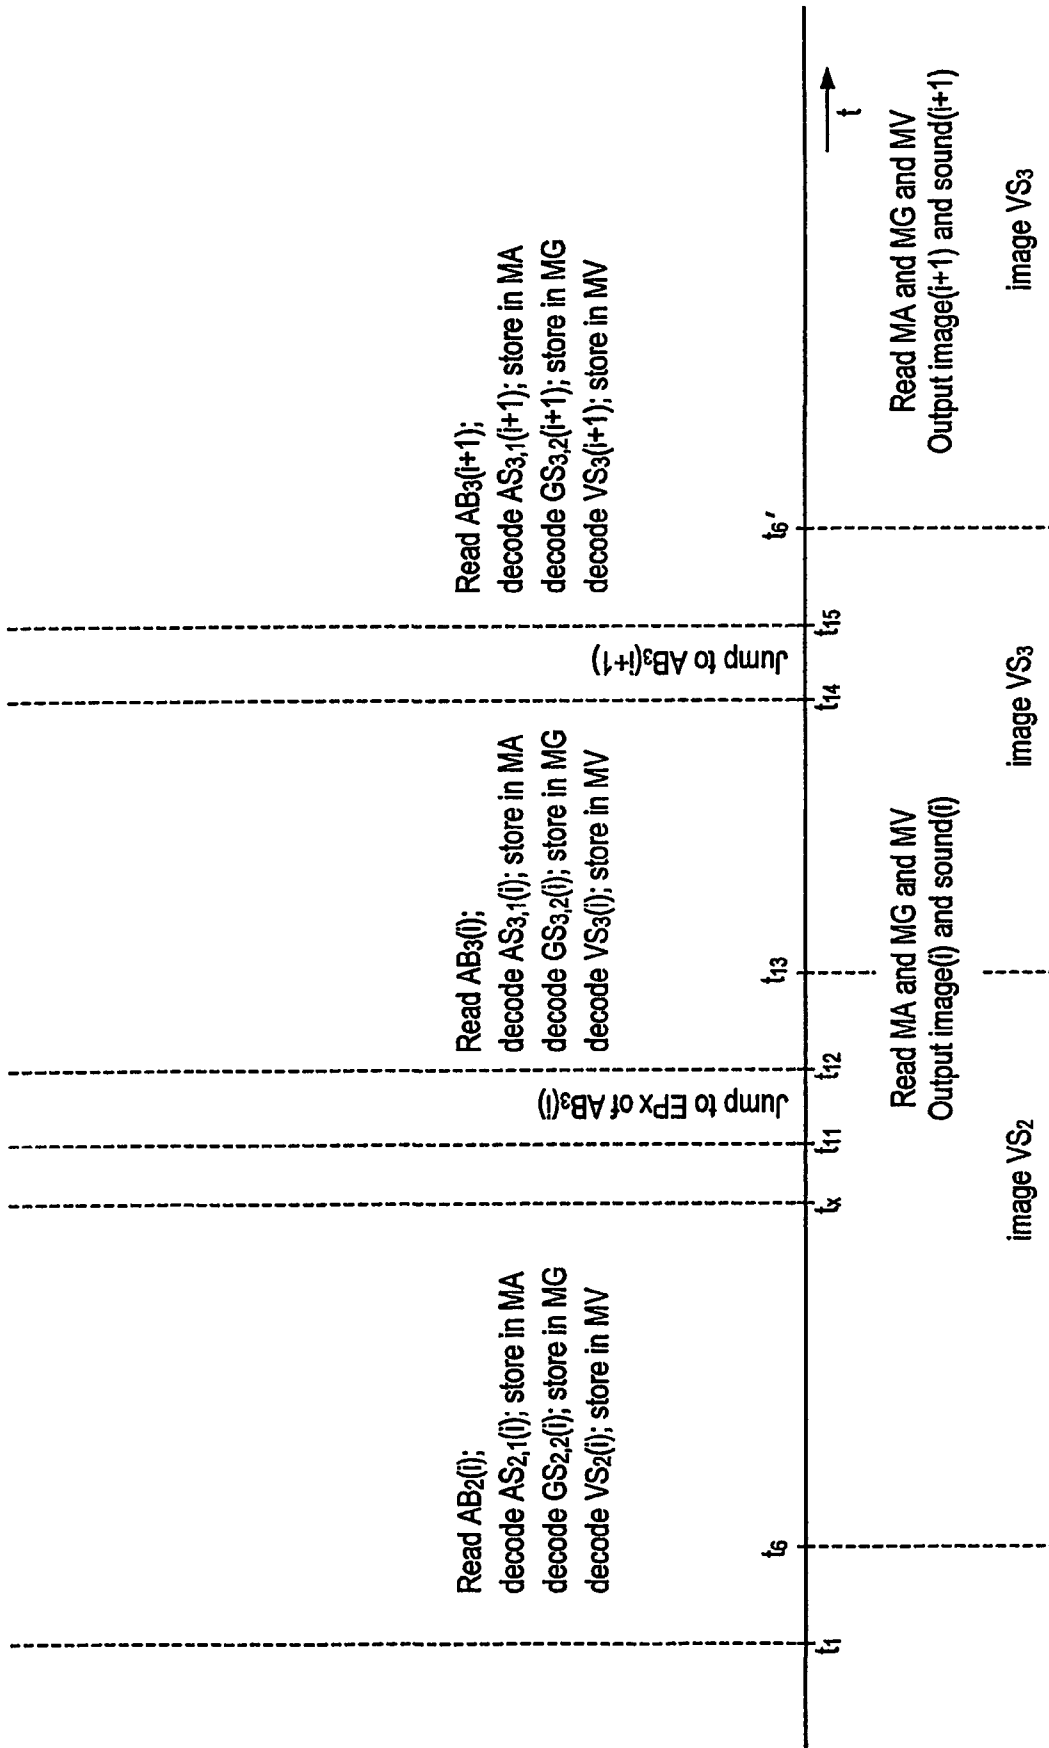 Read AB2(i);
decode AS2,1(i); store in MA
decode GS2,2(i); store in MG
decode VS2(i); store in MV
Jump to EPx of AB3(i)
Read AB3(i);
decode AS3,1(i); store in MA
decode GS3,2(i); store in MG
decode VS3(i); store in MV
Jump to AB3(i+1)
Read AB3(i+1);
decode AS3,1(i+1); store in MA
decode GS3,2(i+1); store in MG
decode VS3(i+1); store in MV
t1
t6
tx
t11
t12
t13
t14
t15
t6'
t
Read MA and MG and MV
Output image(i) and sound(i)
Read MA and MG and MV
Output image(i+1) and sound(i+1)
image VS2
image VS3
image VS3